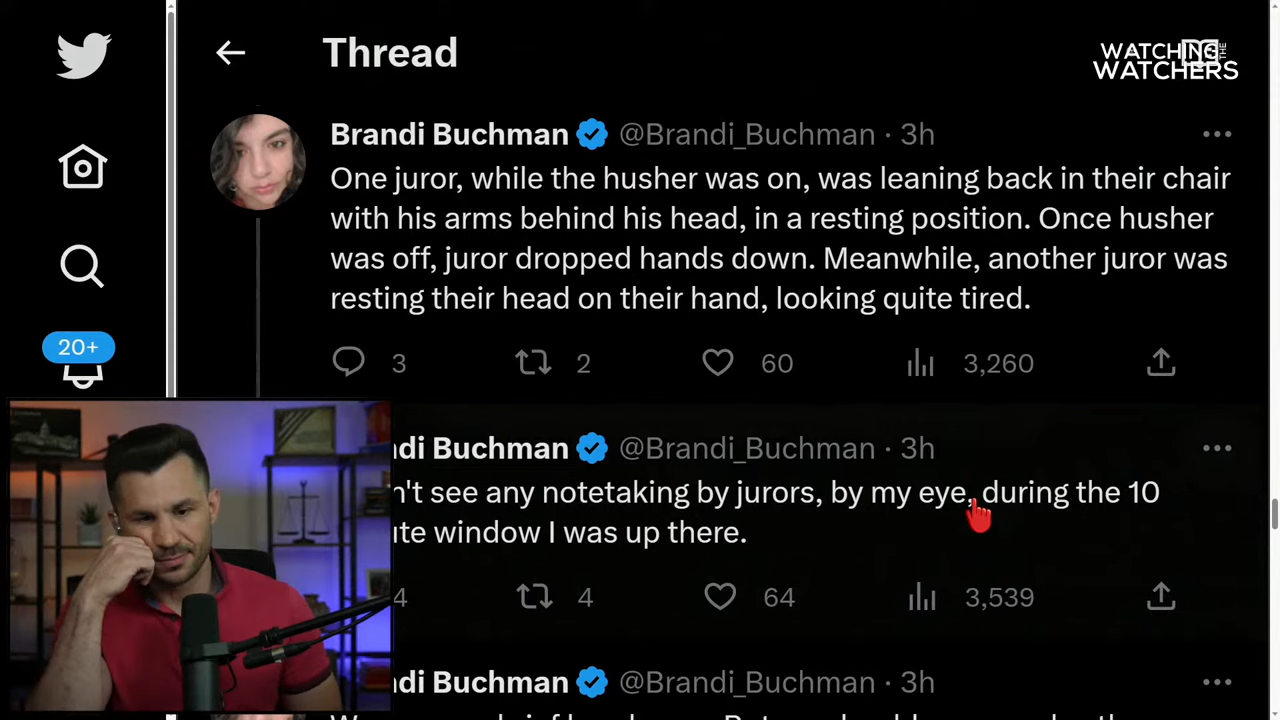 Thread
WATCHING THE
WATCHERS
Brandi Buchman @Brandi_Buchman · 3h
One juror, while the husher was on, was leaning back in their chair
with his arms behind his head, in a resting position. Once husher
was off, juror dropped hands down. Meanwhile, another juror was
resting their head on their hand, looking quite tired.
20+
3 2 60 3,260
di Buchman @Brandi_Buchman · 3h
n't see any notetaking by jurors, by my eye, during the 10
ute window I was up there.
4 4 64 3,539
di Buchman @Brandi_Buchman · 3h